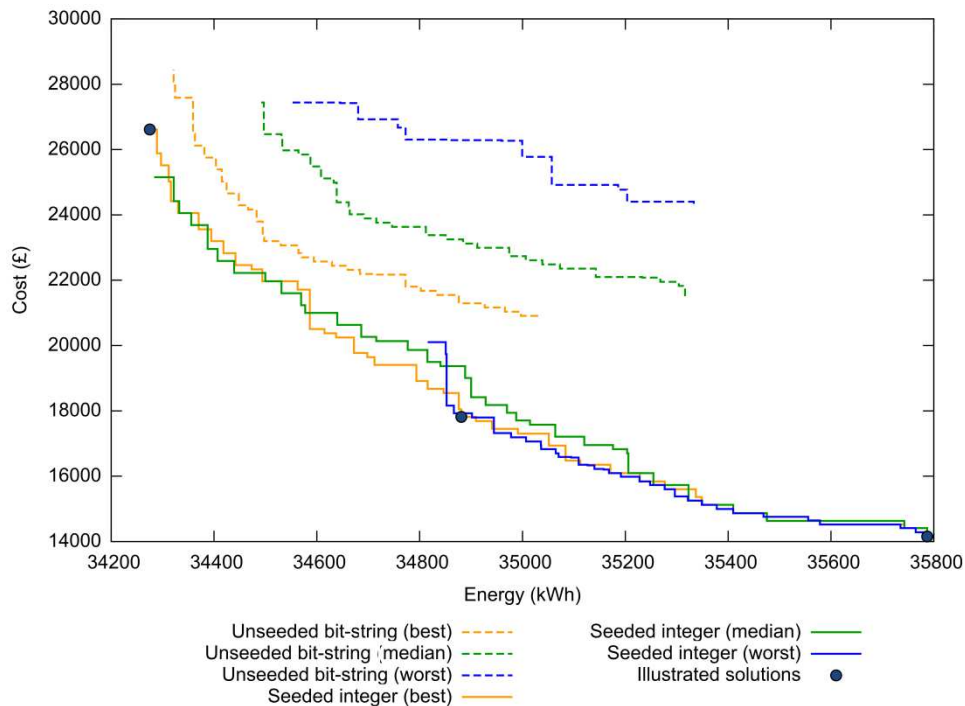 30000
28000
26000
24000
22000
20000
18000
16000
14000
Cost (£)
34200 34400 34600 34800 35000 35200 35400 35600 35800
Energy (kWh)
Unseeded bit-string (best)
Unseeded bit-string (median)
Unseeded bit-string (worst)
Seeded integer (best)
Seeded integer (median)
Seeded integer (worst)
Illustrated solutions